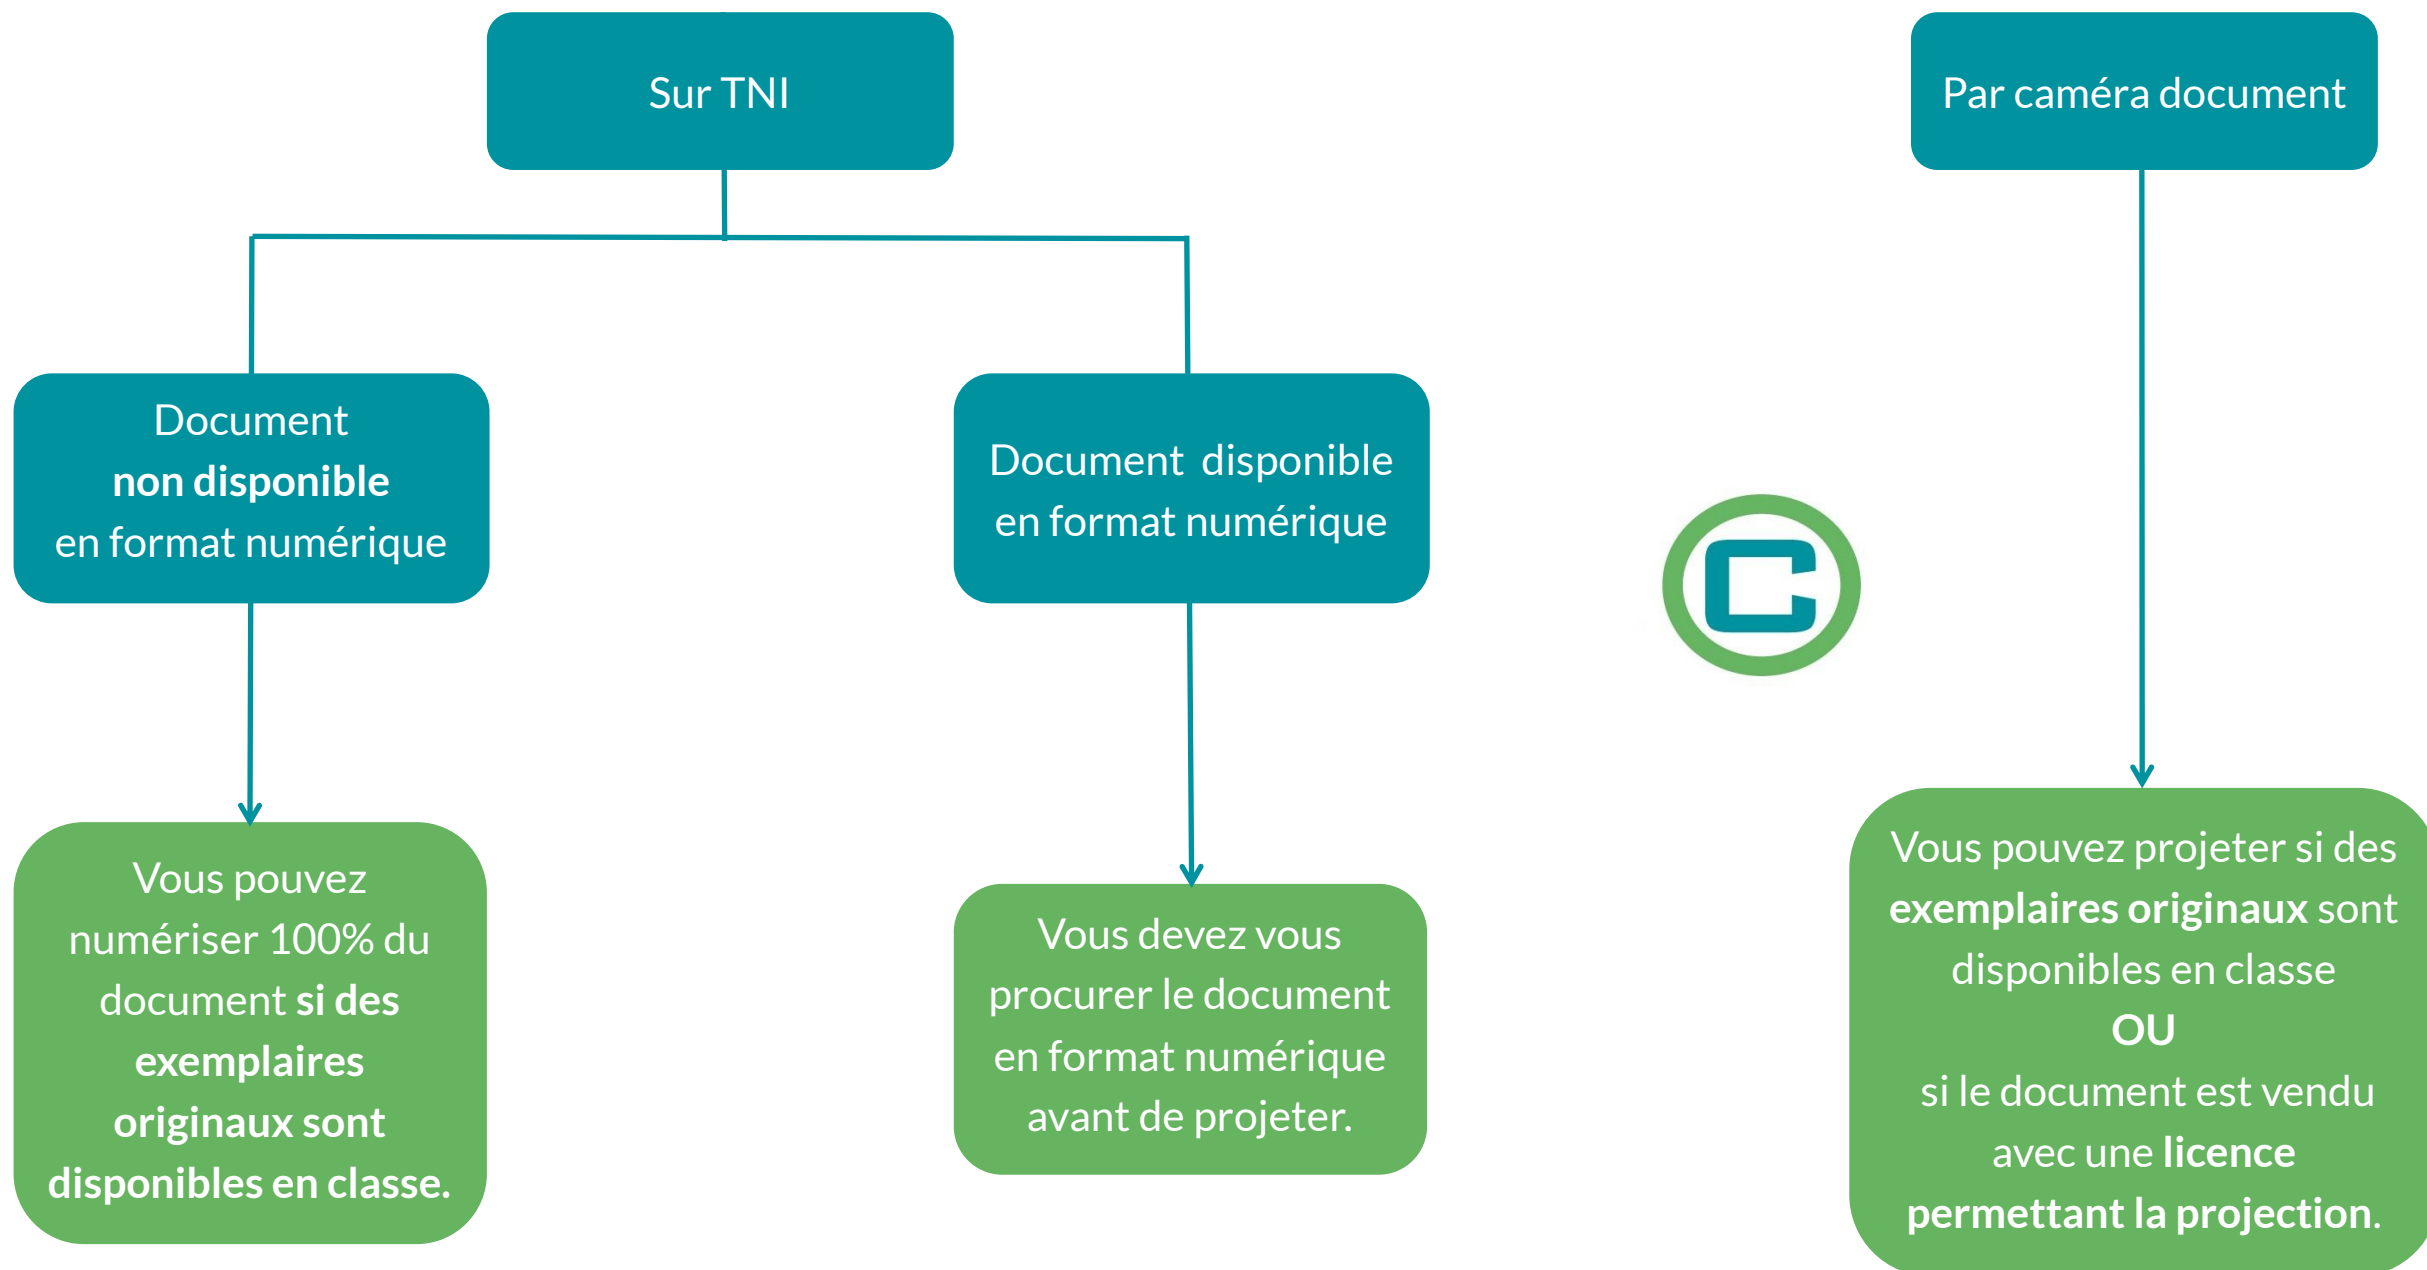 Sur TNI
Par caméra document
Document
non disponible
en format numérique
Document disponible
en format numérique
C
Vous pouvez
numériser 100% du
document si des
exemplaires
originaux sont
disponibles en classe.
Vous devez vous
procurer le document
en format numérique
avant de projeter.
Vous pouvez projeter si des
exemplaires originaux sont
disponibles en classe
OU
si le document est vendu
avec une licence
permettant la projection.